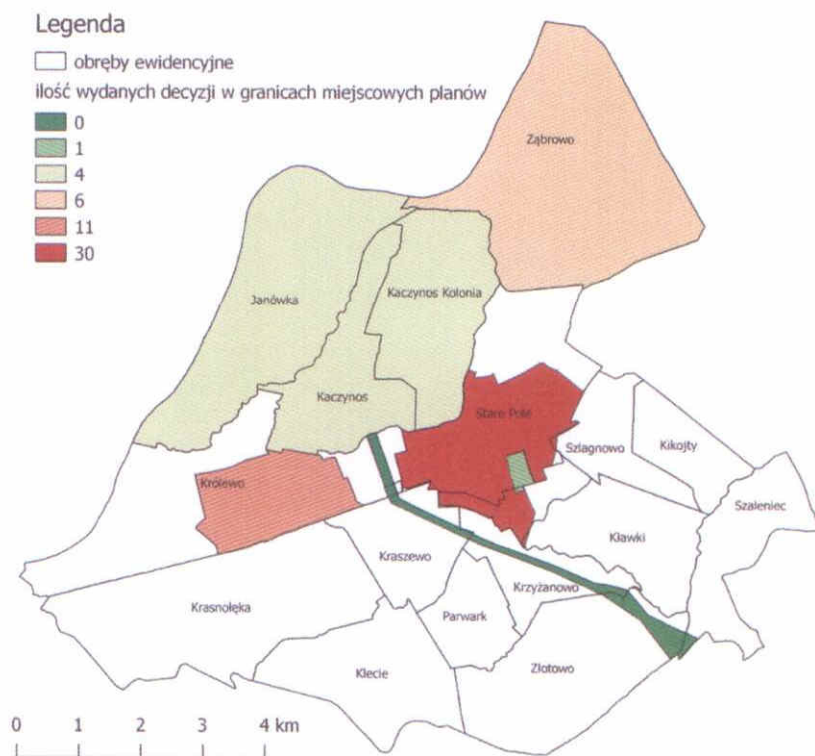 Legenda
obręby ewidencyjne
ilość wydanych decyzji w granicach miejscowych planów
0
1
4
6
11
30
Ząbrowo
Janówka
Kaczynos Kolonia
Kaczynos
Stare Pole
Szlagnowo
Kikojty
Królewo
Szaleniec
Kławki
Kraszewo
Krzyżanowo
Krasnołęka
Parwark
Klecie
Złotowo
0 1 2 3 4 km